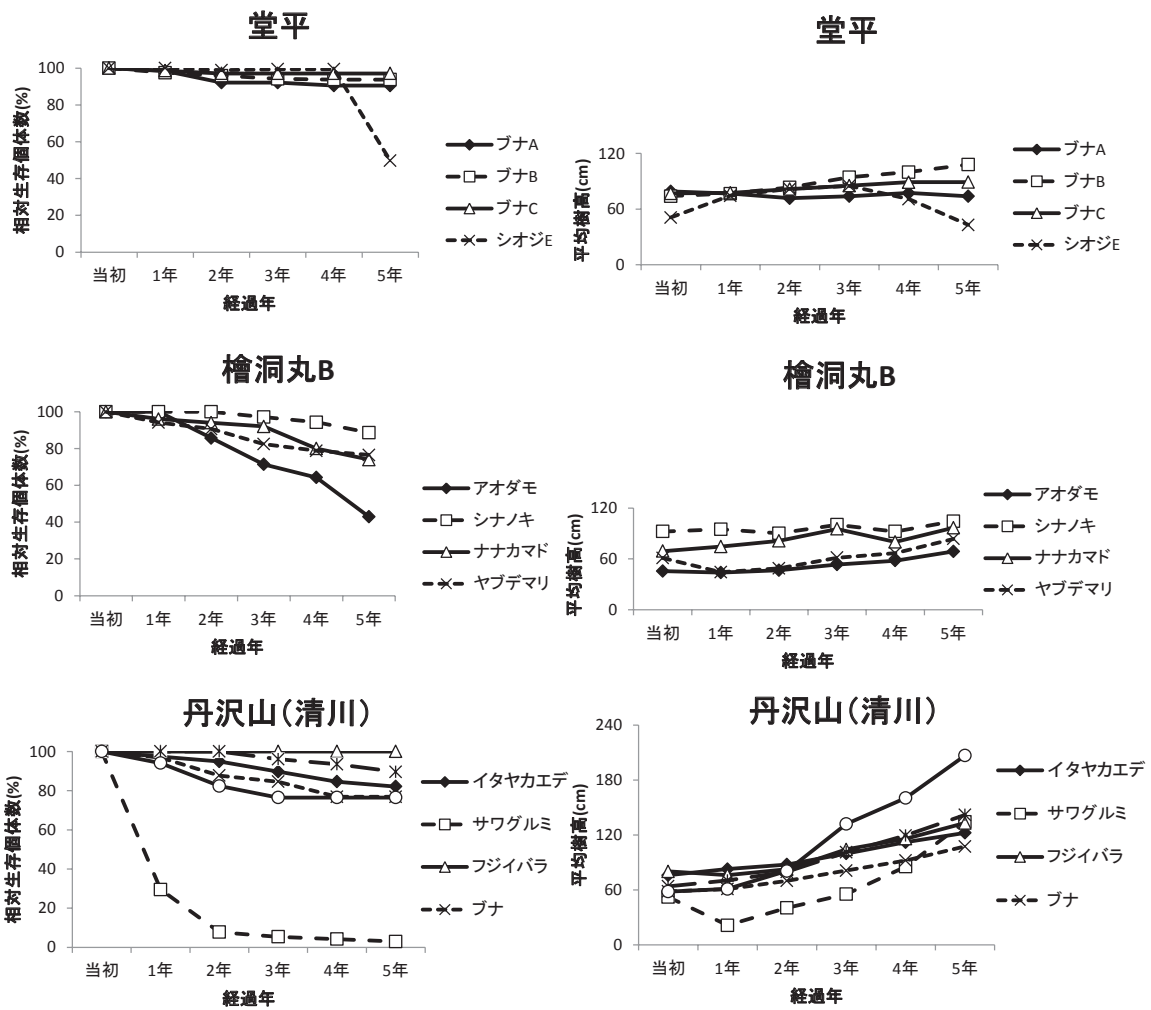 堂平
相対生存個体数(%)
100
80
60
40
20
0
当初 1年 2年 3年 4年 5年
経過年
ブナA
ブナB
ブナC
シオジE
堂平
平均樹高(cm)
120
60
0
当初 1年 2年 3年 4年 5年
経過年
ブナA
ブナB
ブナC
シオジE
檜洞丸B
相対生存個体数(%)
100
80
60
40
20
0
当初 1年 2年 3年 4年 5年
経過年
アオダモ
シナノキ
ナナカマド
ヤブデマリ
檜洞丸B
平均樹高(cm)
120
60
0
当初 1年 2年 3年 4年 5年
経過年
アオダモ
シナノキ
ナナカマド
ヤブデマリ
丹沢山(清川)
相対生存個体数(%)
100
80
60
40
20
0
当初 1年 2年 3年 4年 5年
経過年
イタヤカエデ
サワグルミ
フジイバラ
ブナ
丹沢山(清川)
平均樹高(cm)
240
180
120
60
0
当初 1年 2年 3年 4年 5年
経過年
イタヤカエデ
サワグルミ
フジイバラ
ブナ